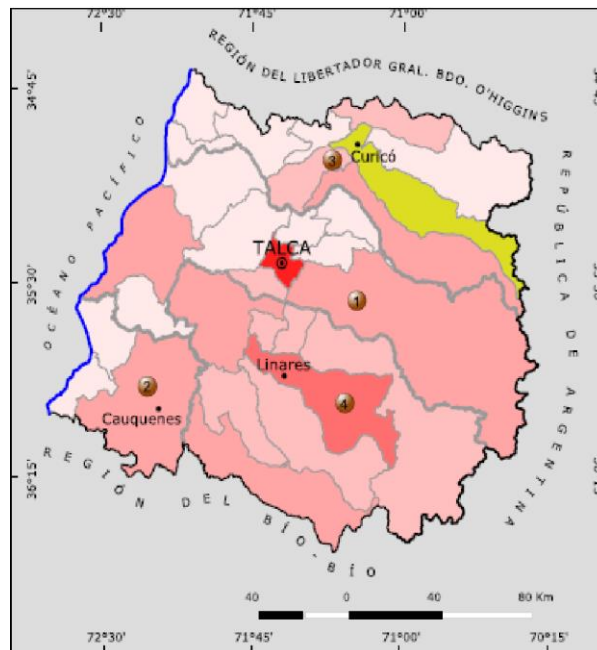 72°30' 71°45' 71°00'
REGIÓN DEL LIBERTADOR GRAL. BDO. O'HIGGINS
34°45'
OCÉANO PACÍFICO
REPÚBLICA DE ARGENTINA
3
Curicó
TALCA
35°30'
1
Linares
2
4
Cauquenes
36°15'
REGIÓN DEL BÍO-BÍO
40 0 40 80 Km
72°30' 71°45' 71°00' 70°15'